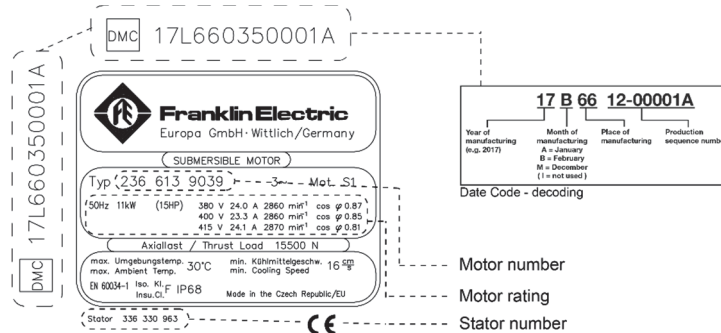 DMC 17L660350001A
DMC 17L660350001A
FE
Franklin Electric
Europa GmbH·Wittlich/Germany
SUBMERSIBLE MOTOR
Typ 236 613 9039 3~ Mot. S1
50Hz 11kW (15HP) 380 V 24.0 A 2860 min⁻¹ cos φ 0.87
400 V 23.3 A 2860 min⁻¹ cos φ 0.85
415 V 24.1 A 2870 min⁻¹ cos φ 0.81
Axiallast / Thrust Load 15500 N
max. Umgebungstemp. 30°C min. Kühlmittelgeschw. 16 cm/s
max. Ambient Temp. min. Cooling Speed
EN 60034-1 Iso. Kl. F IP68
Insu.Cl. Made in the Czech Republic/EU
Stator 336 330 963
CE
17 B 66 12-00001A
Year of manufacturing (e.g. 2017)
Month of manufacturing
A = January
B = February
M = December
( I = not used )
Place of manufacturing
Production sequence numbe
Date Code - decoding
Motor number
Motor rating
Stator number